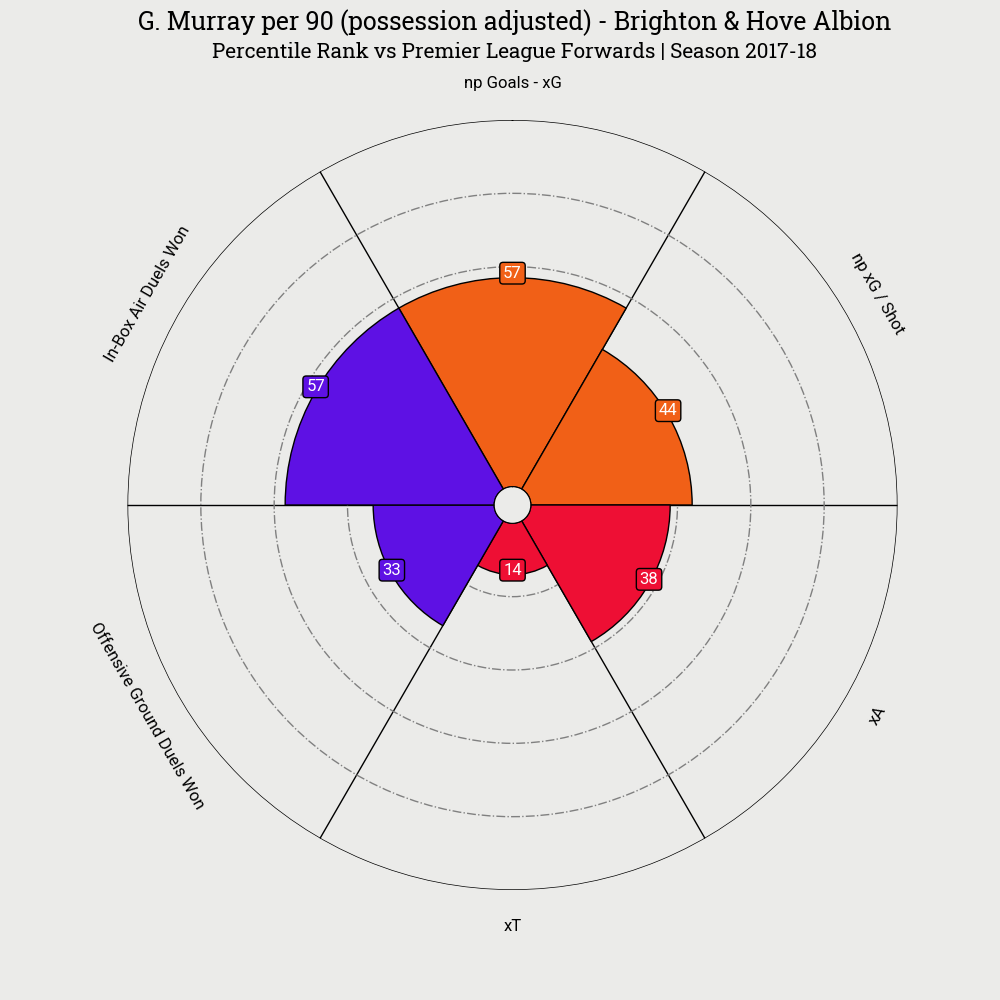 G. Murray per 90 (possession adjusted) - Brighton & Hove Albion
Percentile Rank vs Premier League Forwards | Season 2017-18
np Goals - xG
In-Box Air Duels Won
np xG / Shot
57
57
44
33
14
38
Offensive Ground Duels Won
xA
xT